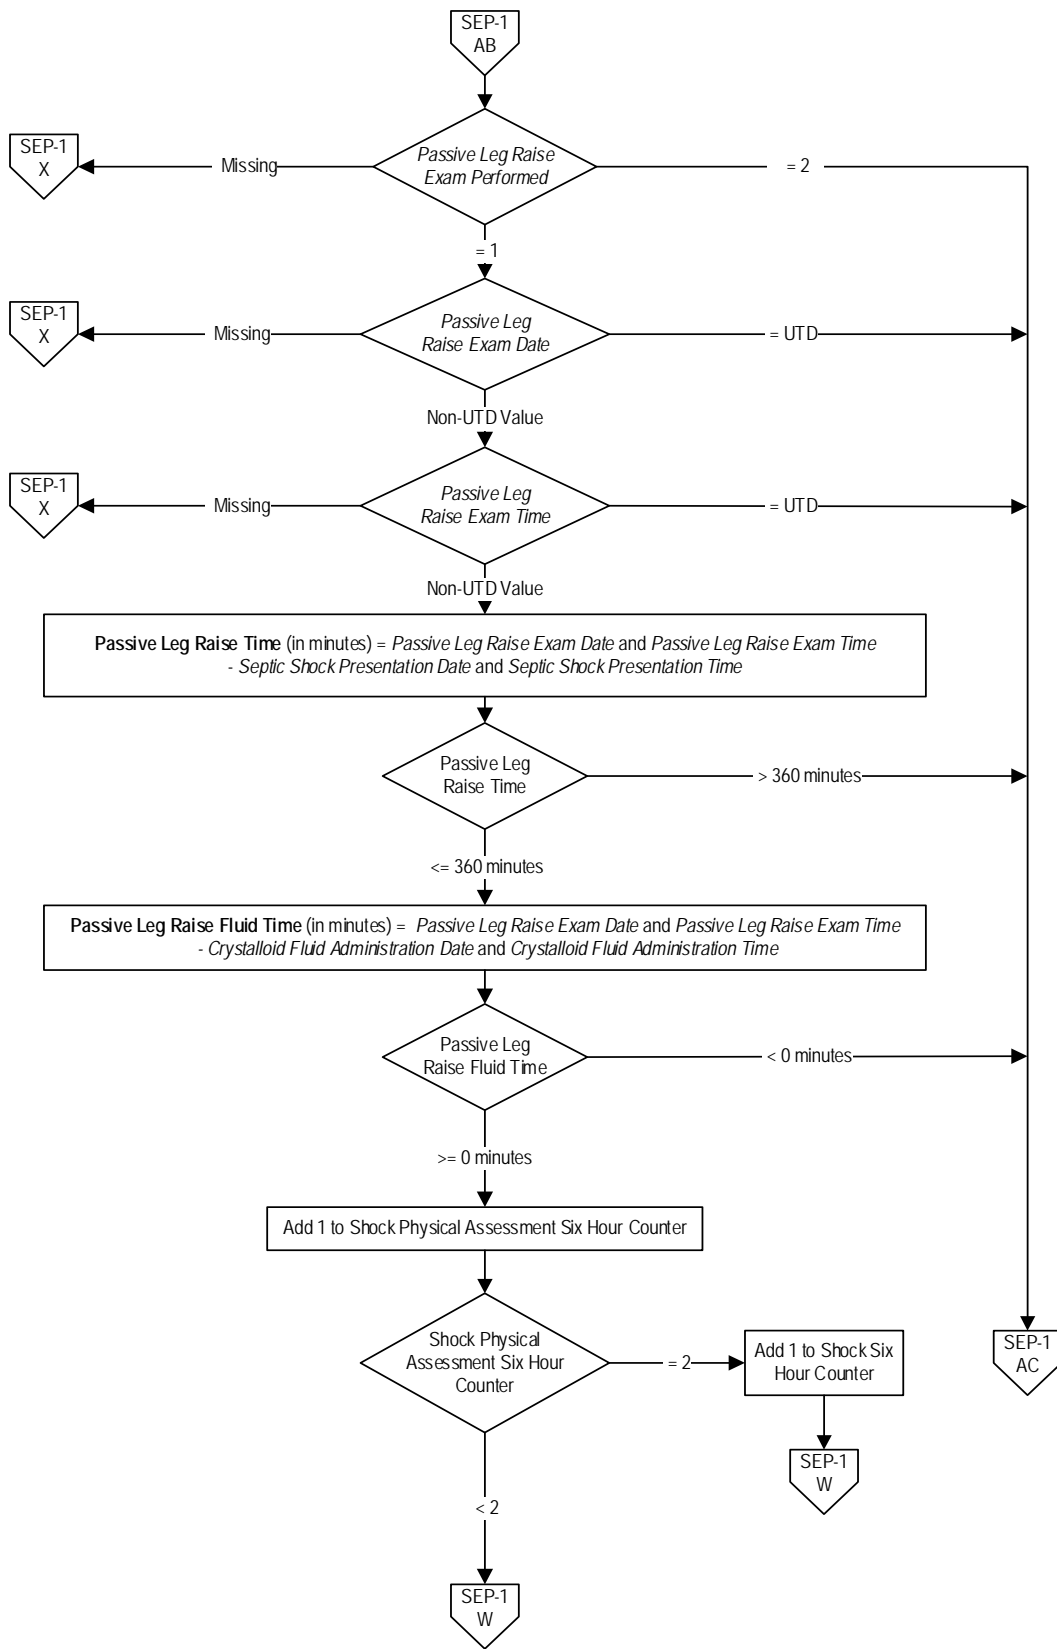 SEP-1
AB
SEP-1
X
Missing
Passive Leg Raise
Exam Performed
= 2
= 1
SEP-1
X
Missing
Passive Leg
Raise Exam Date
= UTD
Non-UTD Value
SEP-1
X
Missing
Passive Leg
Raise Exam Time
= UTD
Non-UTD Value
Passive Leg Raise Time (in minutes) = Passive Leg Raise Exam Date and Passive Leg Raise Exam Time
- Septic Shock Presentation Date and Septic Shock Presentation Time
Passive Leg
Raise Time
> 360 minutes
<= 360 minutes
Passive Leg Raise Fluid Time (in minutes) = Passive Leg Raise Exam Date and Passive Leg Raise Exam Time
- Crystalloid Fluid Administration Date and Crystalloid Fluid Administration Time
Passive Leg
Raise Fluid Time
< 0 minutes
>= 0 minutes
Add 1 to Shock Physical Assessment Six Hour Counter
Shock Physical
Assessment Six Hour
Counter
= 2
Add 1 to Shock Six
Hour Counter
SEP-1
AC
SEP-1
W
< 2
SEP-1
W